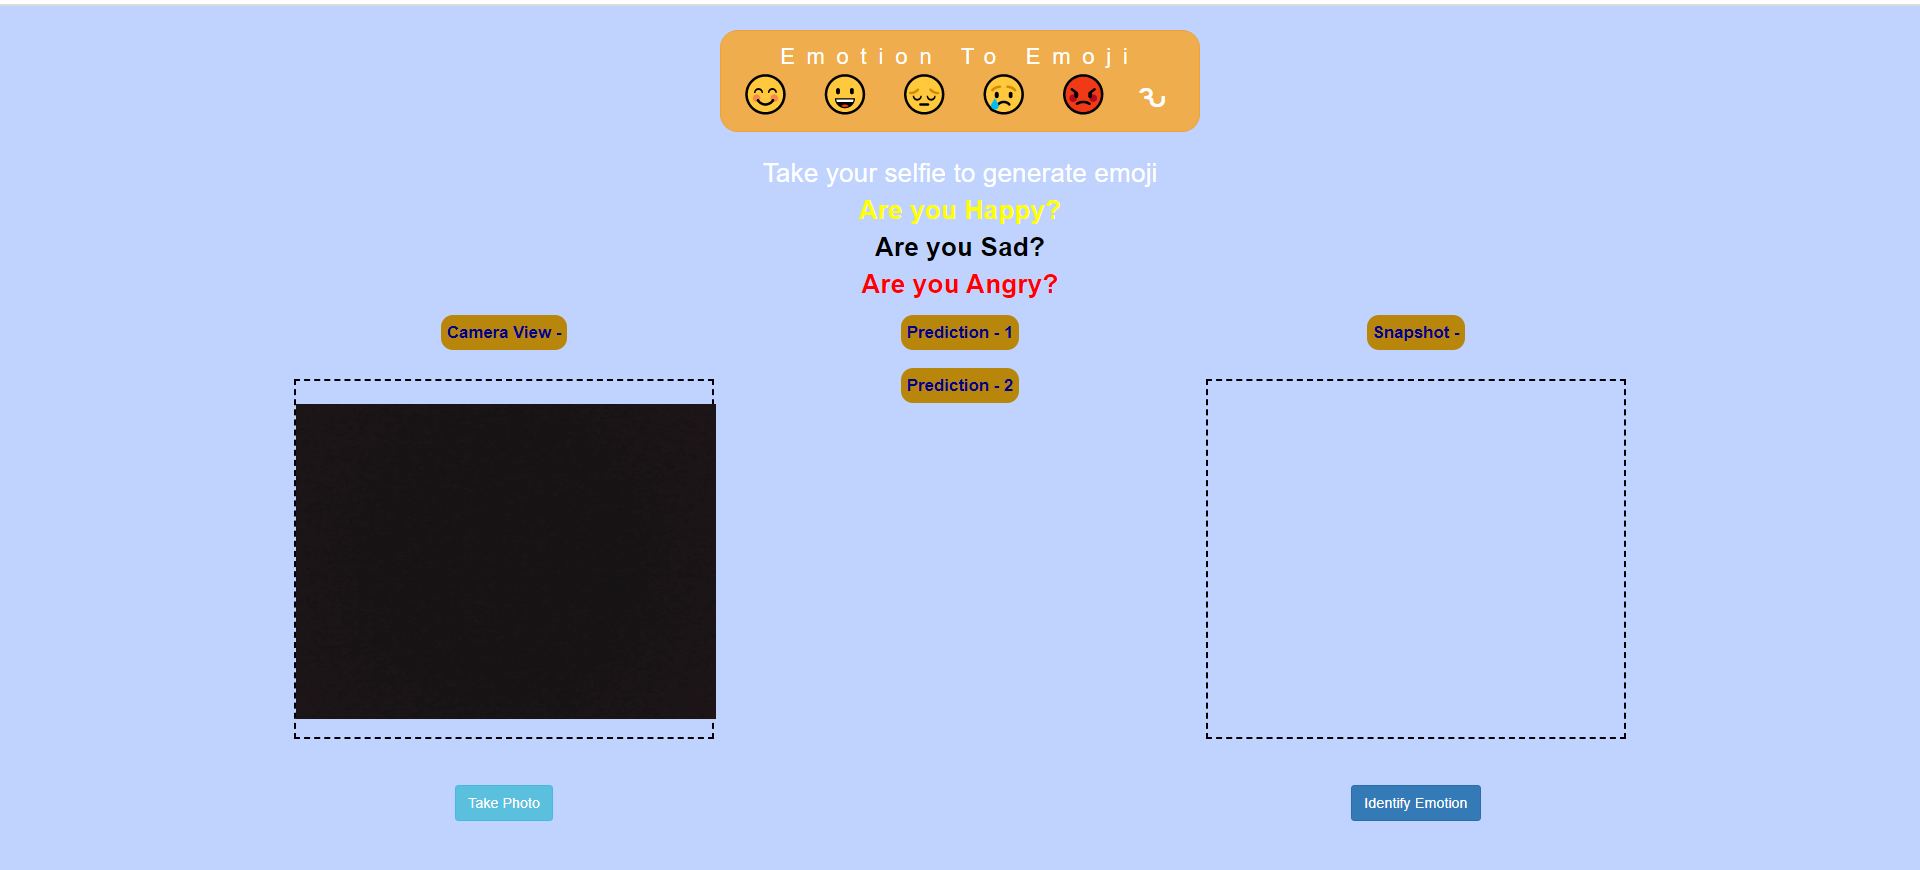 Emotion To Emoji
😊 😀 😔 😢 😡
Take your selfie to generate emoji
Are you Happy?
Are you Sad?
Are you Angry?
Camera View -
Prediction - 1
Snapshot -
Prediction - 2
Take Photo
Identify Emotion